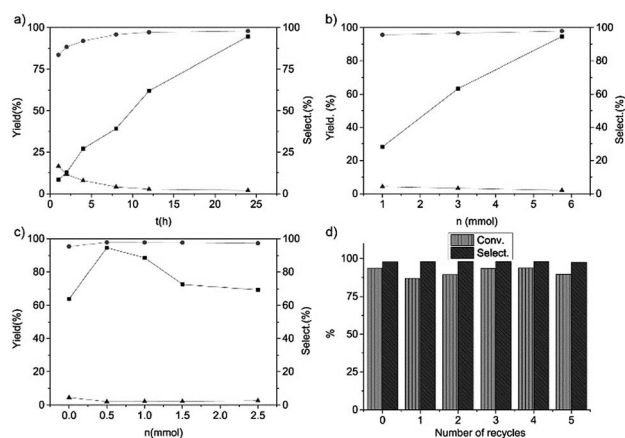 a)
100
75
50
25
0
Yield(%)
100
80
60
40
20
0
Select.(%)
0 5 10 15 20 25
t(h)
b)
100
80
60
40
20
0
Yield. (%)
100
80
60
40
20
0
Select.(%)
1 2 3 4 5 6
n (mmol)
c)
100
80
60
40
20
0
Yield(%)
100
80
60
40
20
0
Select.(%)
0.0 0.5 1.0 1.5 2.0 2.5
n(mmol)
d)
Conv.
Select.
100
75
50
25
0
%
0 1 2 3 4 5
Number of recycles